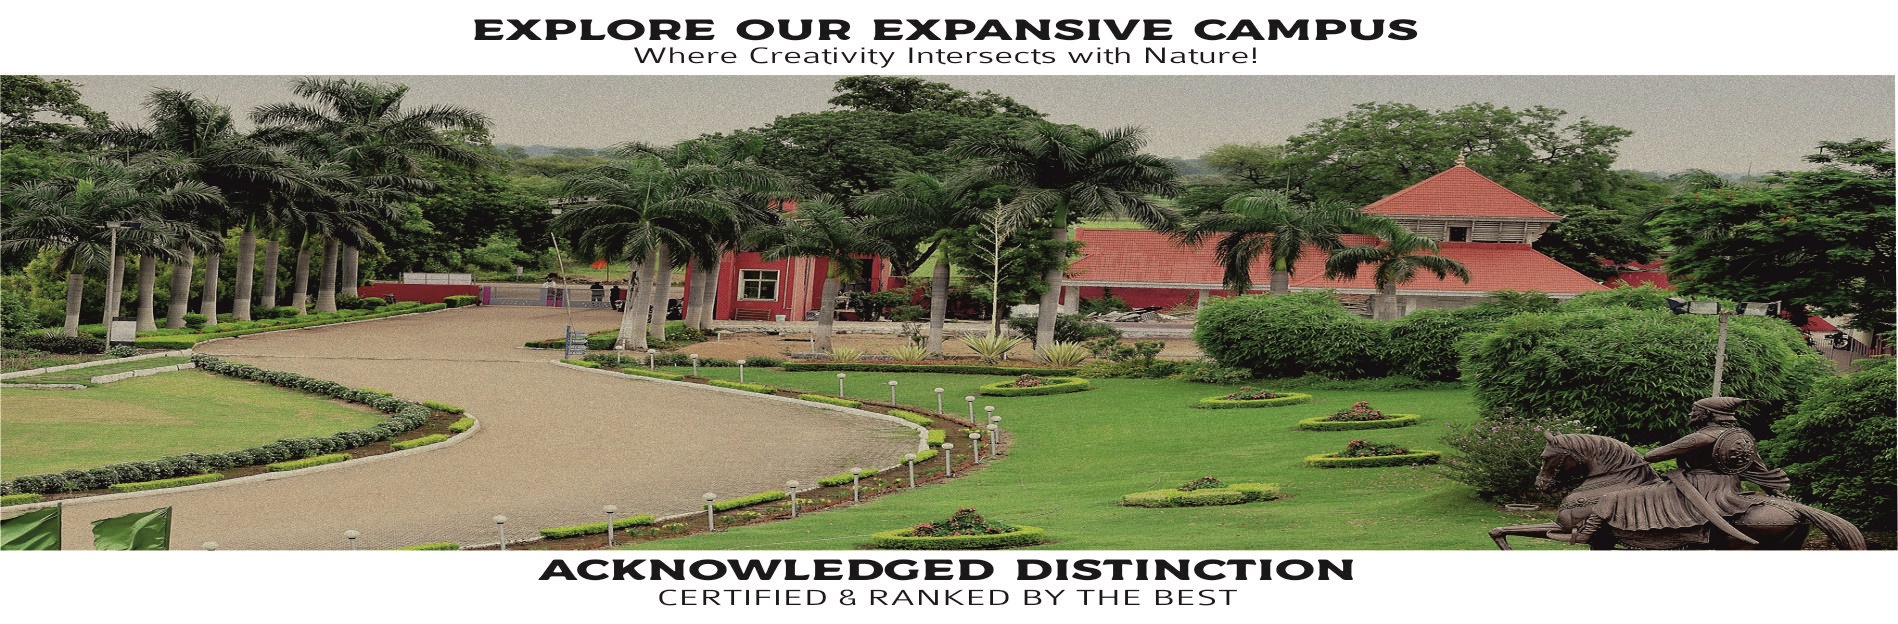 EXPLORE OUR EXPANSIVE CAMPUS
Where Creativity Intersects with Nature!
ACKNOWLEDGED DISTINCTION
CERTIFIED & RANKED BY THE BEST